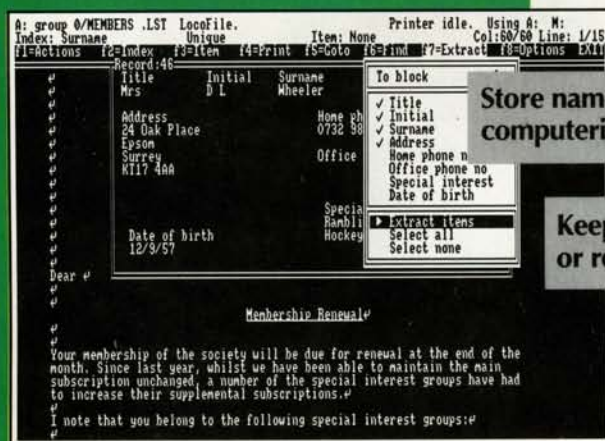 A: group 0/MEMBERS .LST LocoFile. Printer idle. Using A: M:
Index: Surname Unique Item: None Col:60/60 Line: 1/15
f1=Actions f2=Index f3=Item f4=Print f5=Goto f6=Find f7=Extract f8=Options EXIT
Record:46
Title Initial Surname
Mrs D L Wheeler
Address Home ph
24 Oak Place 0732 98
Epsom
Surrey Office
KT17 4AA
Specia
Rambli
Date of birth Hockey
12/9/57
To block
✓ Title
✓ Initial
✓ Surname
✓ Address
Home phone n
Office phone no
Special interest
Date of birth
Extract items
Select all
Select none
Store nam
computeri
Keep
or re
Dear
Membership Renewal
Your membership of the society will be due for renewal at the end of the
month. Since last year, whilst we have been able to maintain the main
subscription unchanged, a number of the special interest groups have had
to increase their supplemental subscriptions.
I note that you belong to the following special interest groups: